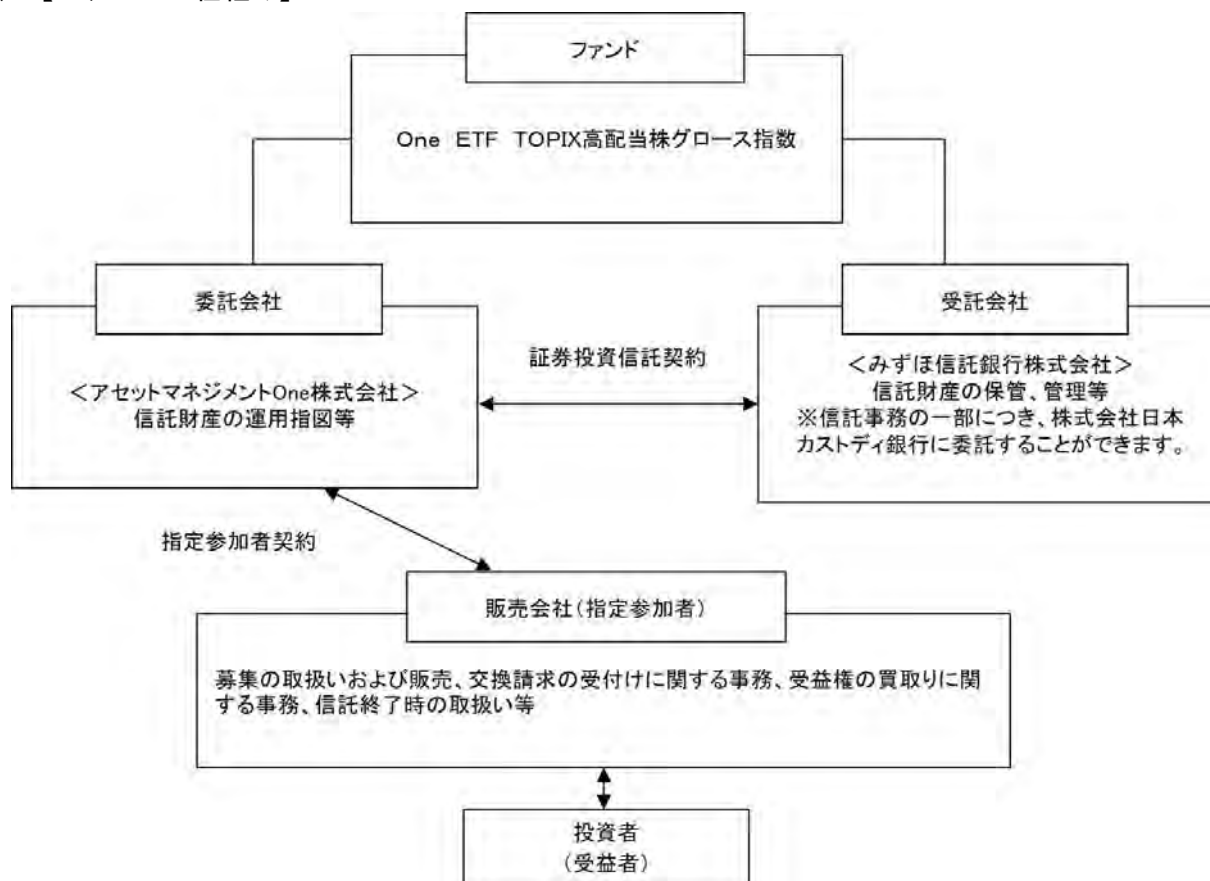 ファンド
One ETF TOPIX高配当株グロース指数
委託会社
受託会社
証券投資信託契約
＜アセットマネジメントOne株式会社＞
信託財産の運用指図等
＜みずほ信託銀行株式会社＞
信託財産の保管、管理等
※信託事務の一部につき、株式会社日本
カストディ銀行に委託することができます。
指定参加者契約
販売会社（指定参加者）
募集の取扱いおよび販売、交換請求の受付けに関する事務、受益権の買取りに関
する事務、信託終了時の取扱い等
投資者
（受益者）